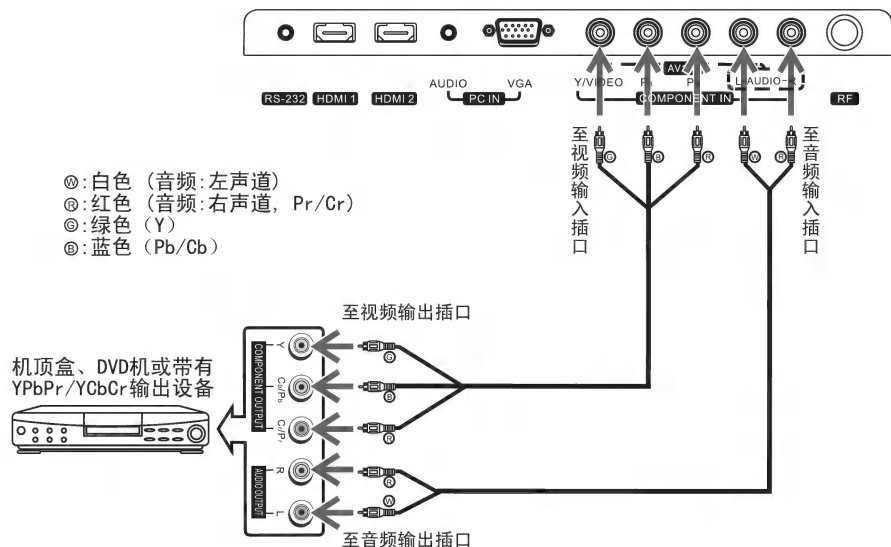 AV2
Y/VIDEO
L-AUDIO-R
RS-232
HDMI 1
HDMI 2
AUDIO
PC IN
VGA
COMPONENT IN
RF
至视频输入插口
至音频输入插口
G
B
R
W
R
Ⓦ:白色 (音频:左声道)
Ⓡ:红色 (音频:右声道, Pr/Cr)
Ⓖ:绿色 (Y)
Ⓑ:蓝色 (Pb/Cb)
至视频输出插口
机顶盒、DVD机或带有
YPbPr/YCbCr输出设备
COMPONENT OUTPUT
Y
Cb/Pb
Cr/Pr
AUDIO OUTPUT
R
L
G
B
R
R
W
至音频输出插口